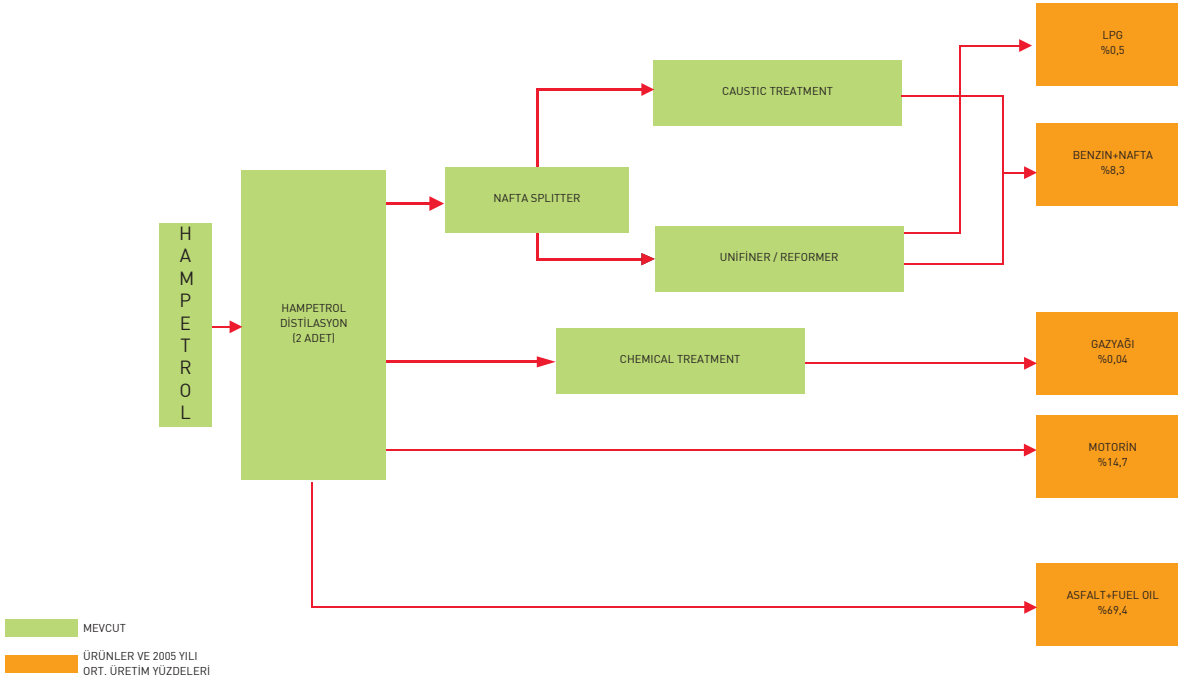 LPG
%0,5
CAUSTIC TREATMENT
BENZIN+NAFTA
%8,3
NAFTA SPLITTER
HAMPETROL
UNİFİNER / REFORMER
HAMPETROL
DİSTİLASYON
(2 ADET)
CHEMICAL TREATMENT
GAZYAĞI
%0,04
MOTORİN
%14,7
ASFALT+FUEL OIL
%69,4
MEVCUT
ÜRÜNLER VE 2005 YILI
ORT. ÜRETİM YÜZDELERİ